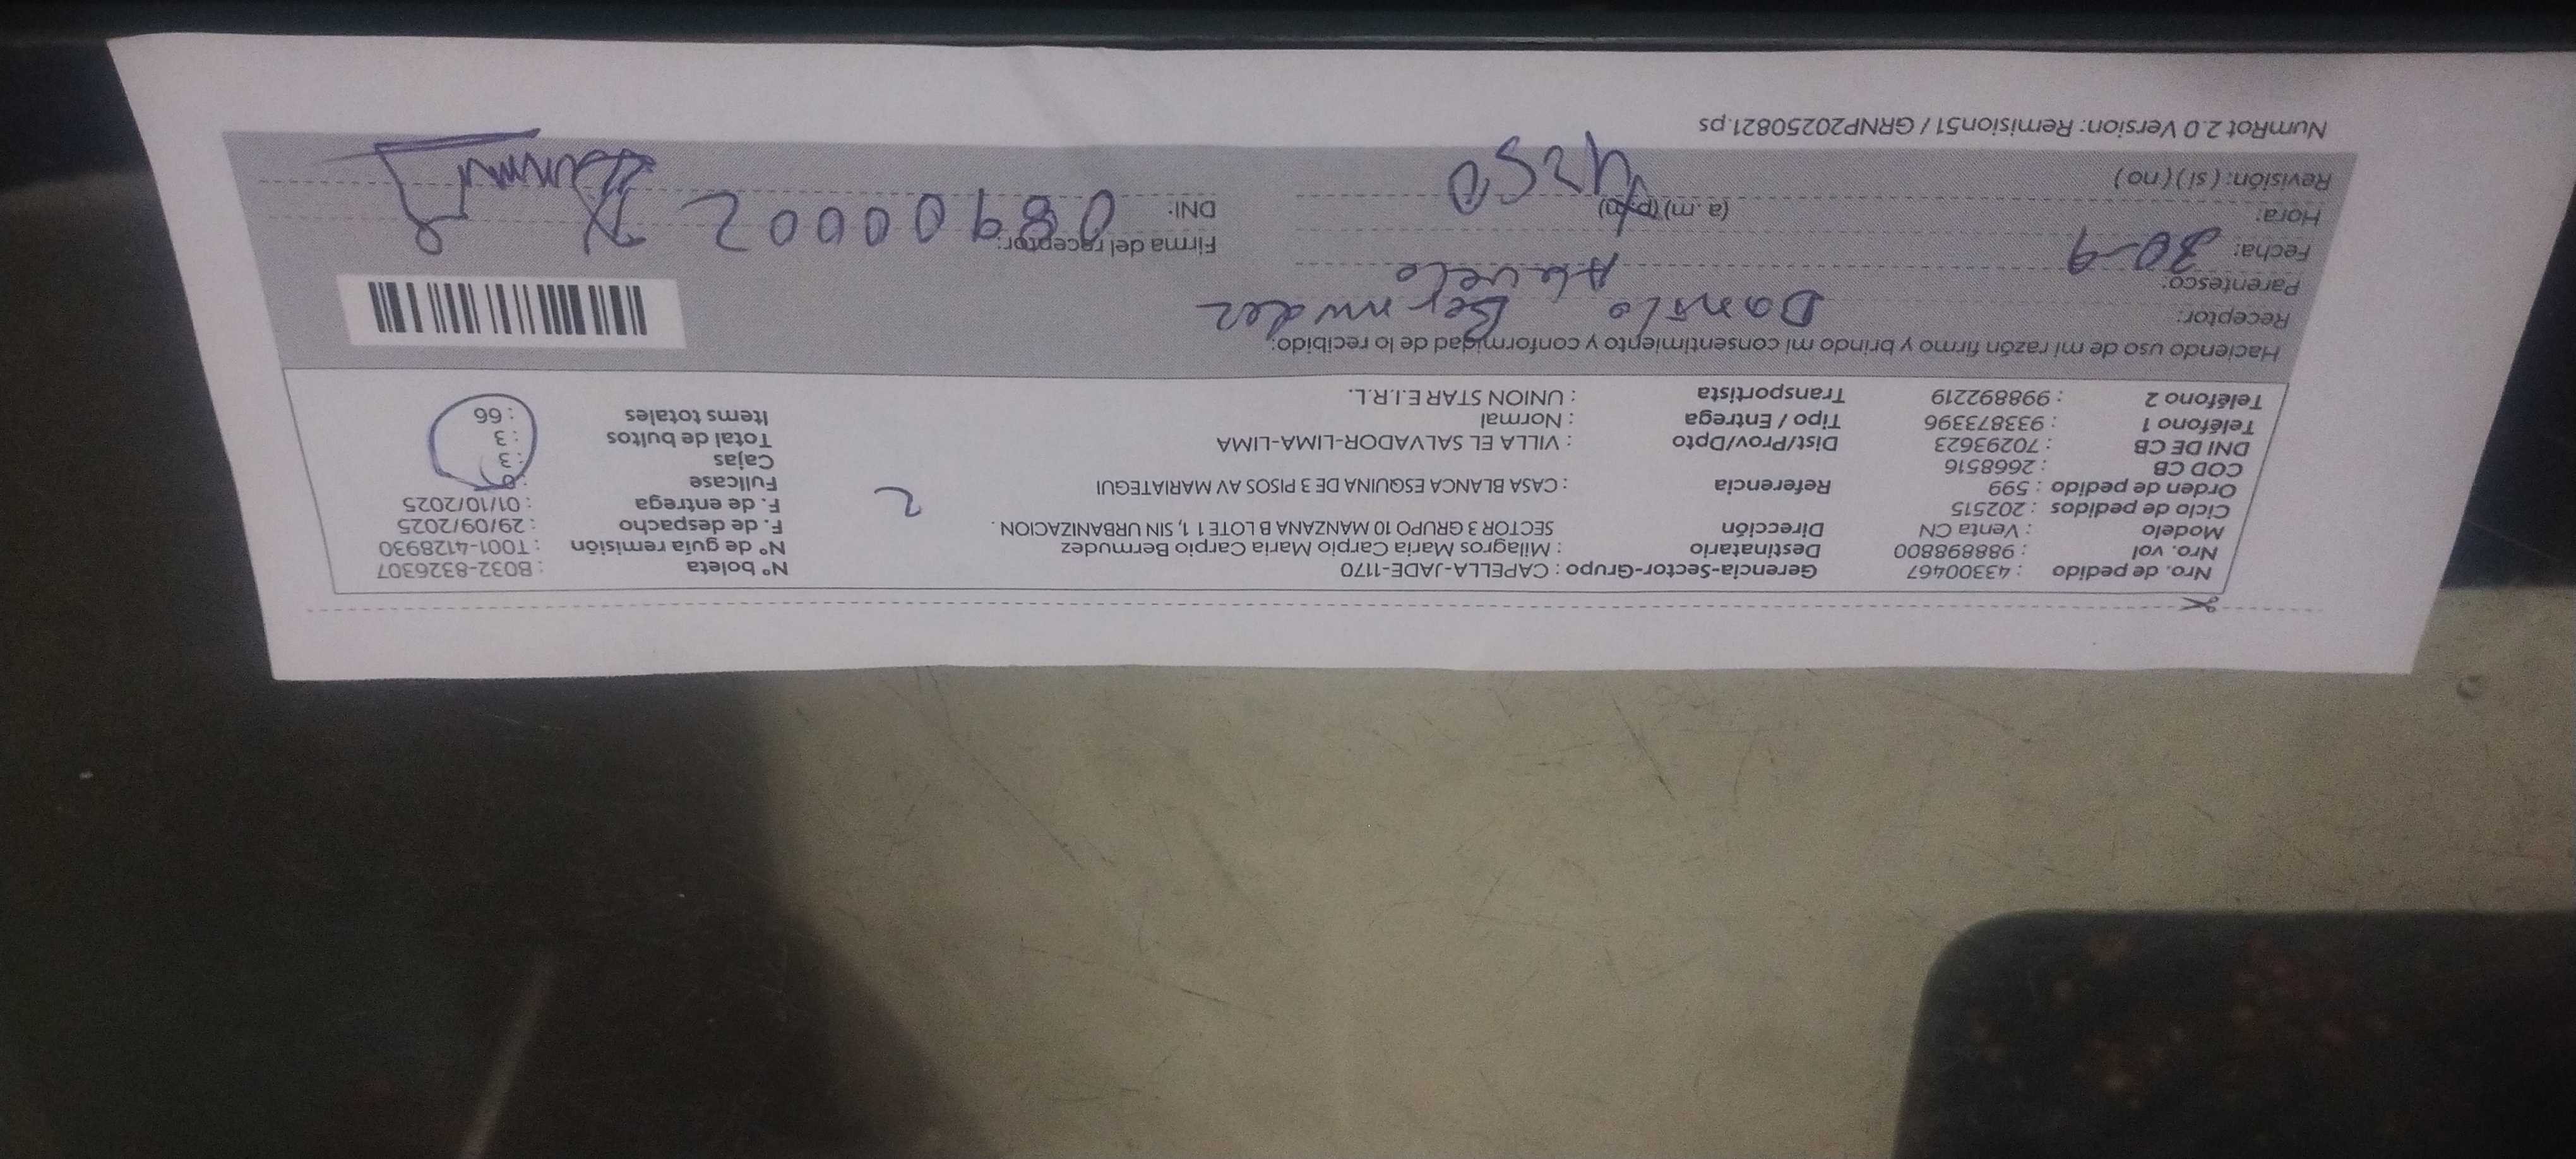 Nro. de pedido : 43300467 Gerencia-Sector-Grupo : CAPELLA-JADE-1170 N° boleta : B032-8326307
Nro. vol : 988898800 Destinatario : Milagros Maria Carpio Maria Carpio Bermudez N° de guia remisión : T001-4128930
Modelo : Venta CN Dirección SECTOR 3 GRUPO 10 MANZANA B LOTE 1 1, SIN URBANIZACION. F. de despacho : 29/09/2025
Ciclo de pedidos : 202515 F. de entrega : 01/10/2025
Orden de pedido : 599 Referencia : CASA BLANCA ESQUINA DE 3 PISOS AV MARIATEGUI 2 Fullcase : 0
COD CB : 2668516 Cajas : 3
DNI DE CB : 70293623 Dist/Prov/Dpto : VILLA EL SALVADOR-LIMA-LIMA Total de bultos : 3
Teléfono 1 : 933873396 Tipo / Entrega : Normal Items totales : 66
Teléfono 2 : 998892219 Transportista : UNION STAR E.I.R.L.
Haciendo uso de mi razón firmo y brindo mi consentimiento y conformidad de lo recibido:
Receptor: Danilo Bermudez
Parentesco: Abuelo
Fecha: 30-9 Firma del receptor:
Hora: 4250 (a. m) (p. m) DNI: 08900002
Revisión: ( si ) ( no )
NumRot 2.0 Version: Remision51 / GRNP20250821.ps